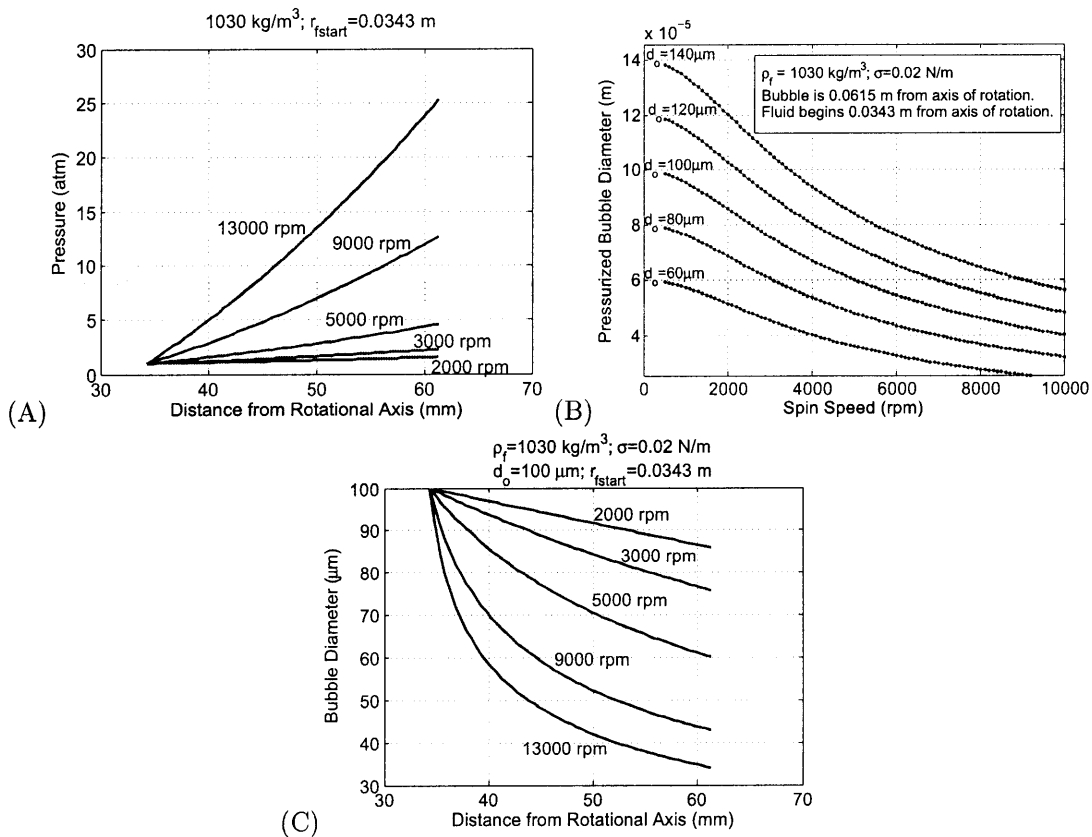 1030 kg/m³; r_fstart=0.0343 m
30
25
20
15
10
5
0
Pressure (atm)
13000 rpm
9000 rpm
5000 rpm
3000 rpm
2000 rpm
30 40 50 60 70
Distance from Rotational Axis (mm)
(A)
x 10⁻⁵
14
12
10
8
6
4
Pressurized Bubble Diameter (m)
d_o=140μm
d_o=120μm
d_o=100μm
d_o=80μm
d_o=60μm
ρ_f = 1030 kg/m³; σ=0.02 N/m
Bubble is 0.0615 m from axis of rotation.
Fluid begins 0.0343 m from axis of rotation.
0 2000 4000 6000 8000 10000
Spin Speed (rpm)
(B)
ρ_f=1030 kg/m³; σ=0.02 N/m
d_o=100 μm; r_fstart=0.0343 m
100
90
80
70
60
50
40
30
Bubble Diameter (μm)
2000 rpm
3000 rpm
5000 rpm
9000 rpm
13000 rpm
30 40 50 60 70
Distance from Rotational Axis (mm)
(C)